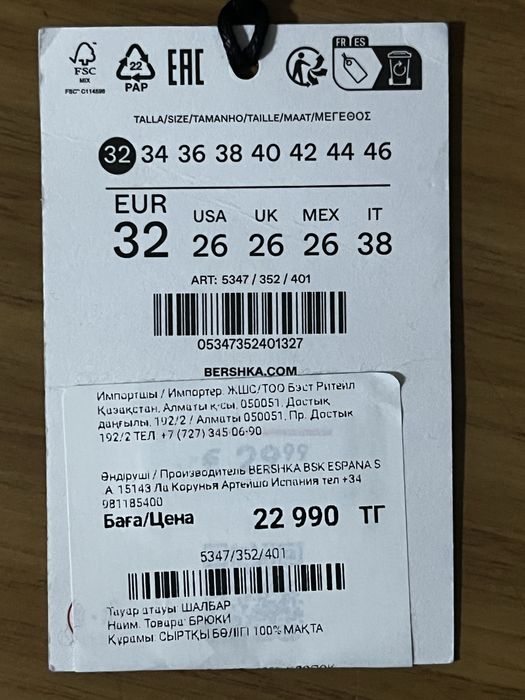 FSC
MIX
FSC™ C114898
22
PAP
EAC
FR ES
TALLA/SIZE/TAMANHO/TAILLE/MAAT/ΜΕΓΕΘΟΣ
32 34 36 38 40 42 44 46
EUR USA UK MEX IT
32 26 26 26 38
ART: 5347 / 352 / 401
05347352401327
BERSHKA.COM
Импортшы / Импортер: ЖШС/ТОО Бэст Ритейл
Қазақстан, Алматы қ-сы, 050051, Достық
даңғылы, 192/2 / Алматы 050051, Пр. Достык
192/2 ТЕЛ. +7 (727) 345 06-90
€ 29.99
Өндіруші / Производитель BERSHKA BSK ESPANA S
A 15143 Ла Корунья Артейшо Испания тел +34
981185400
Баға/Цена 22 990 ТГ
5347/352/401
Тауар атауы: ШАЛБАР
Наим. Товара: БРЮКИ
Құрамы: СЫРТҚЫ БӨЛІГІ 100% МАҚТА